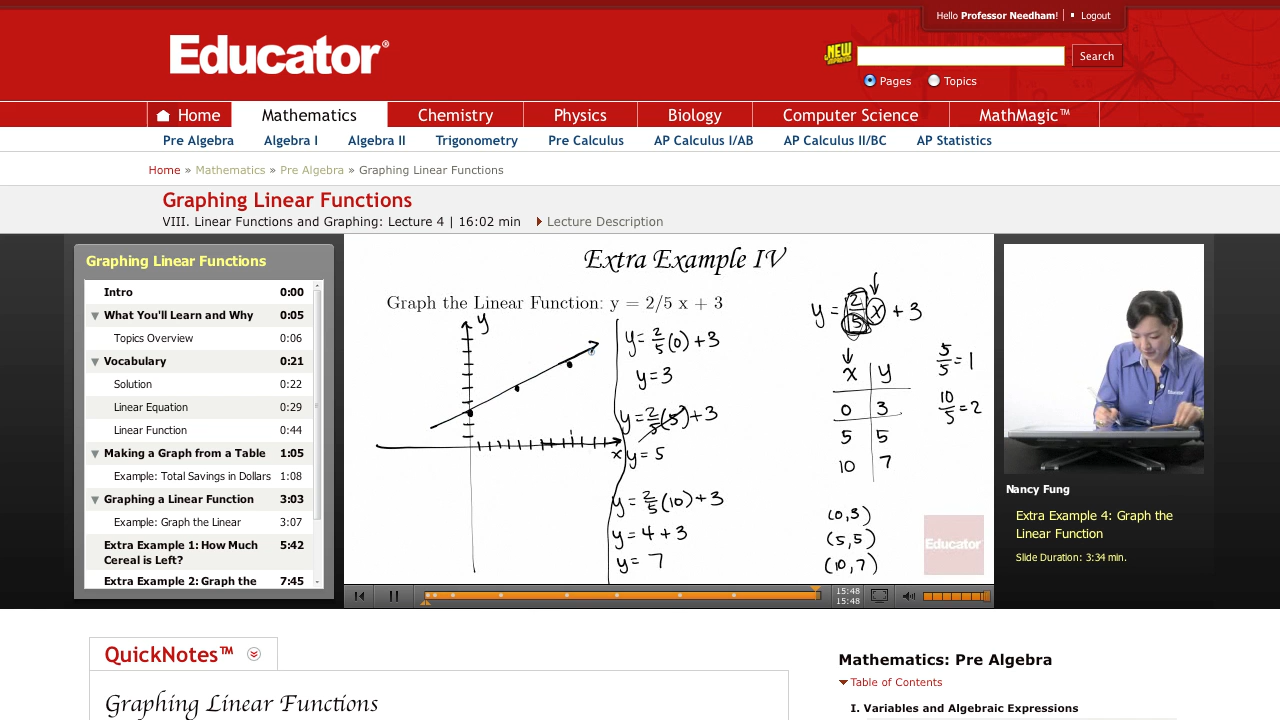 Hello Professor Needham! | ▪ Logout
Educator®
NEW
Search
Pages Topics
Home Mathematics Chemistry Physics Biology Computer Science MathMagic™
Pre Algebra Algebra I Algebra II Trigonometry Pre Calculus AP Calculus I/AB AP Calculus II/BC AP Statistics
Home » Mathematics » Pre Algebra » Graphing Linear Functions
Graphing Linear Functions
VIII. Linear Functions and Graphing: Lecture 4 | 16:02 min Lecture Description
Graphing Linear Functions
Intro 0:00
What You'll Learn and Why 0:05
Topics Overview 0:06
Vocabulary 0:21
Solution 0:22
Linear Equation 0:29
Linear Function 0:44
Making a Graph from a Table 1:05
Example: Total Savings in Dollars 1:08
Graphing a Linear Function 3:03
Example: Graph the Linear 3:07
Extra Example 1: How Much 5:42
Cereal is Left?
Extra Example 2: Graph the 7:45
Extra Example IV
Graph the Linear Function: y = 2/5 x + 3
y
x
y = 2/5 (0) + 3
y = 3
y = 2/5 (5) + 3
y = 5
y = 2/5 (10) + 3
y = 4 + 3
y = 7
y = 2/5 x + 3
x y
0 3
5 5
10 7
5/5 = 1
10/5 = 2
(0,3)
(5,5)
(10,7)
Educator
15:48
15:48
Nancy Fung
Extra Example 4: Graph the
Linear Function
Slide Duration: 3:34 min.
QuickNotes™
Graphing Linear Functions
Mathematics: Pre Algebra
Table of Contents
I. Variables and Algebraic Expressions